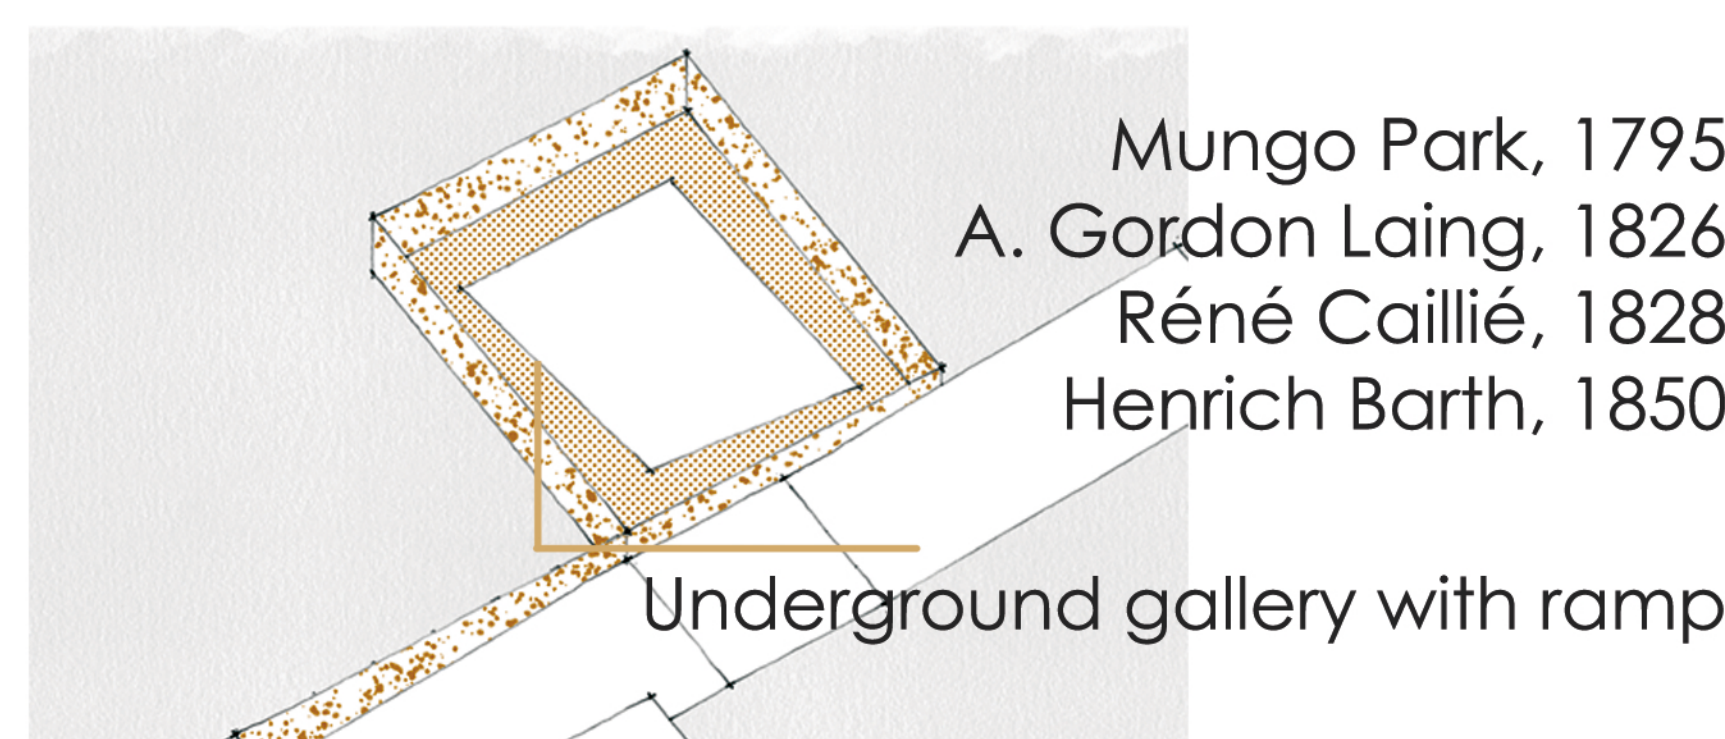 Mungo Park, 1795
A. Gordon Laing, 1826
Réné Caillié, 1828
Henrich Barth, 1850
Underground gallery with ramp